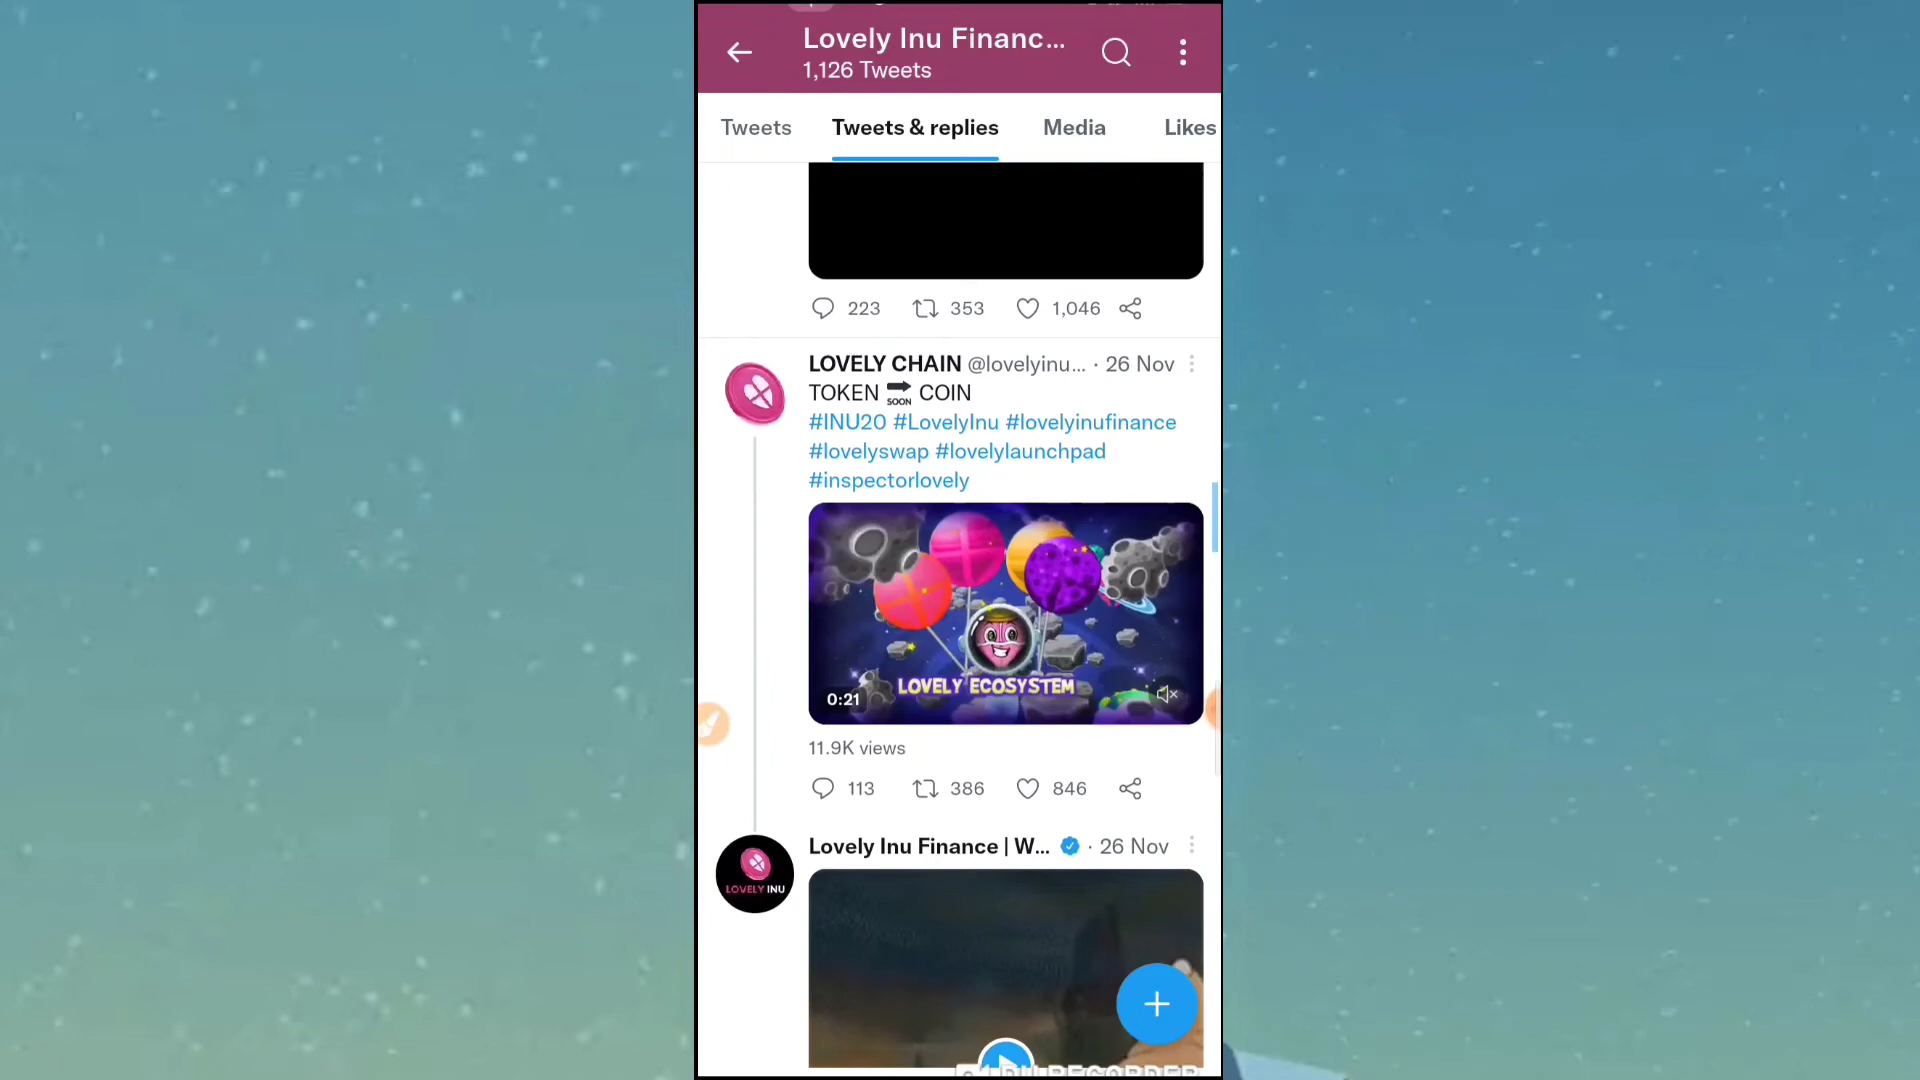 Lovely Inu Financ...
1,126 Tweets
Tweets
Tweets & replies
Media
Likes
223
353
1,046
LOVELY CHAIN @lovelyinu... · 26 Nov
TOKEN SOON COIN
#INU20 #LovelyInu #lovelyinufinance
#lovelyswap #lovelylaunchpad
#inspectorlovely
LOVELY ECOSYSTEM
0:21
11.9K views
113
386
846
Lovely Inu Finance | W... · 26 Nov
LOVELY INU
DU RECORDER